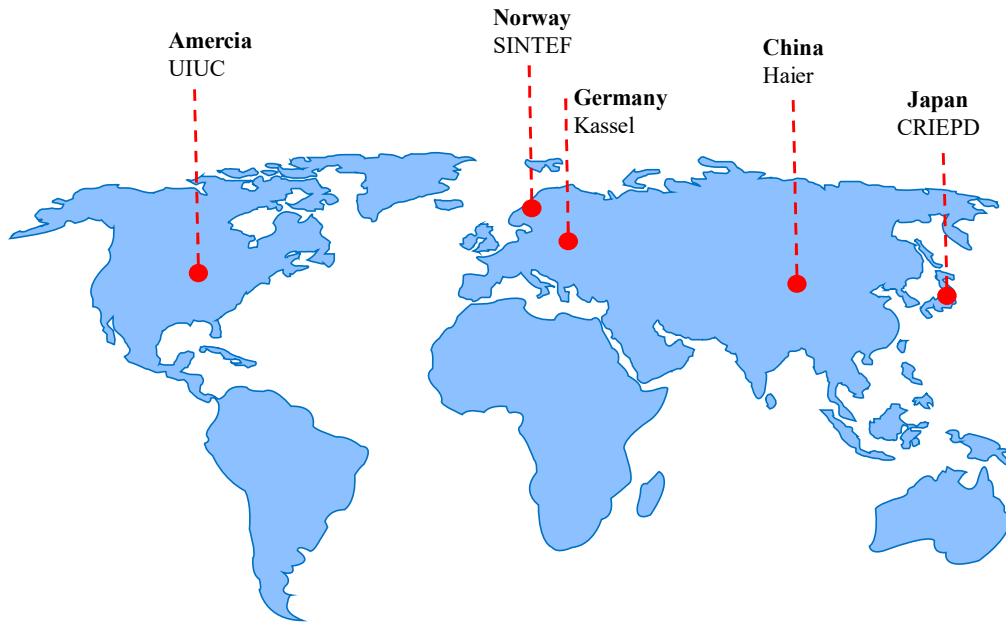 Amercia
UIUC
Norway
SINTEF
Germany
Kassel
China
Haier
Japan
CRIEPD